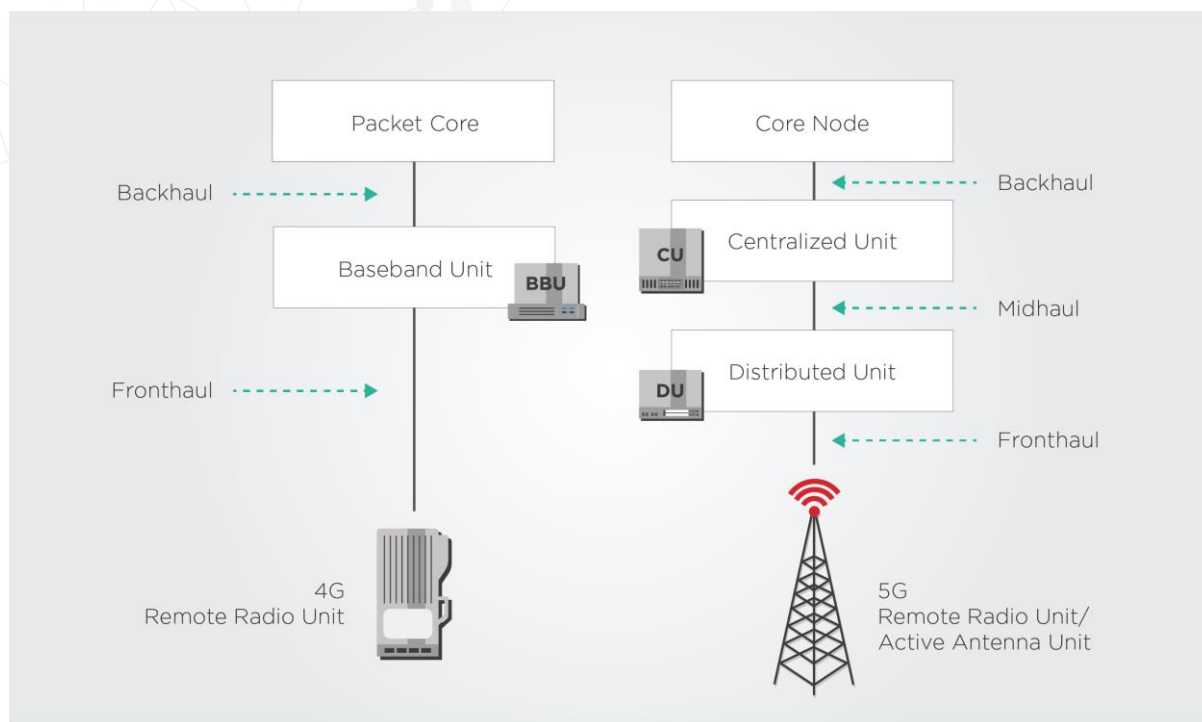 Packet Core
Backhaul
Baseband Unit
BBU
Fronthaul
4G
Remote Radio Unit
Core Node
Backhaul
CU
Centralized Unit
Midhaul
DU
Distributed Unit
Fronthaul
5G
Remote Radio Unit/
Active Antenna Unit